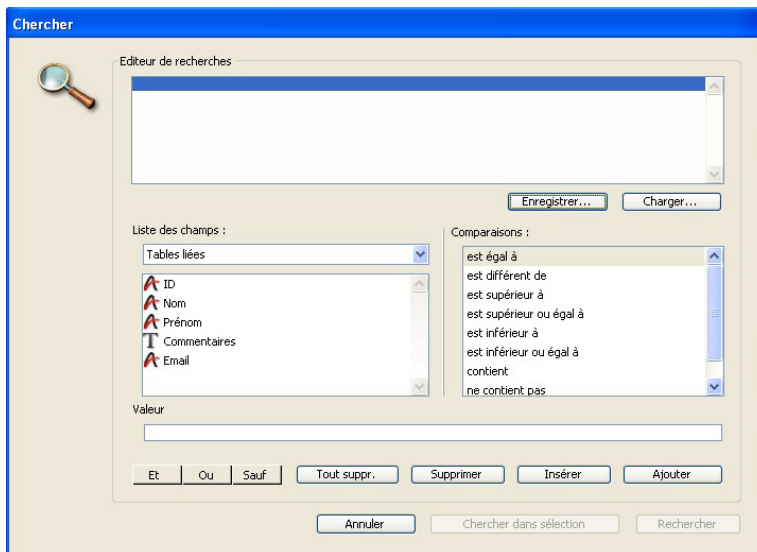 Chercher
Editeur de recherches
Enregistrer...
Charger...
Liste des champs :
Tables liées
ID
Nom
Prénom
Commentaires
Email
Comparaisons :
est égal à
est différent de
est supérieur à
est supérieur ou égal à
est inférieur à
est inférieur ou égal à
contient
ne contient pas
Valeur
Et
Ou
Sauf
Tout suppr.
Supprimer
Insérer
Ajouter
Annuler
Chercher dans sélection
Rechercher